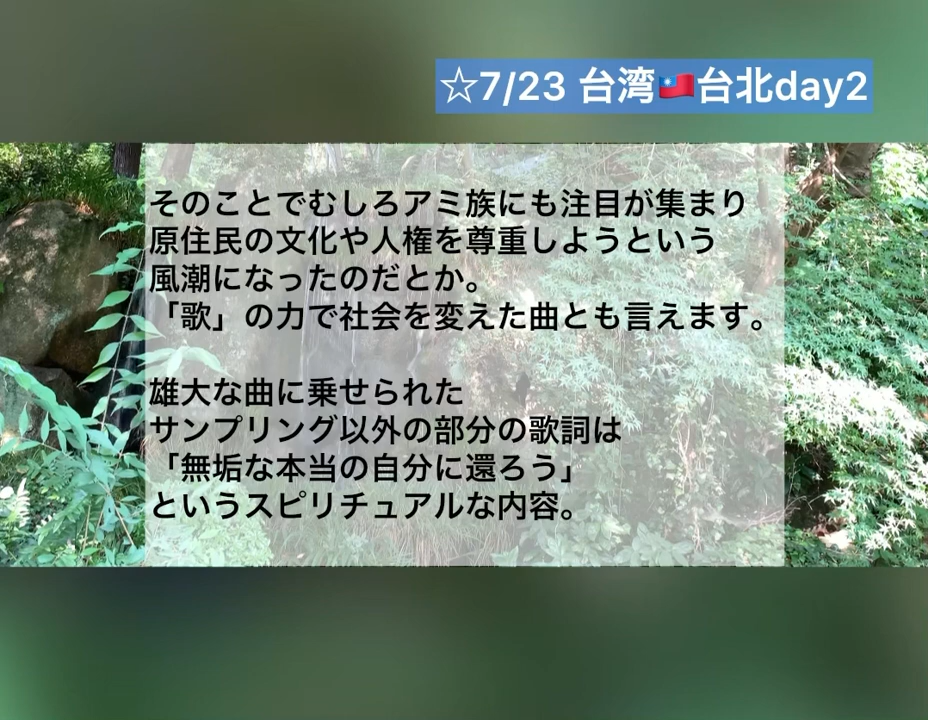 ☆7/23 台湾🇹🇼台北day2
そのことでむしろアミ族にも注目が集まり
原住民の文化や人権を尊重しようという
風潮になったのだとか。
「歌」の力で社会を変えた曲とも言えます。
雄大な曲に乗せられた
サンプリング以外の部分の歌詞は
「無垢な本当の自分に還ろう」
というスピリチュアルな内容。